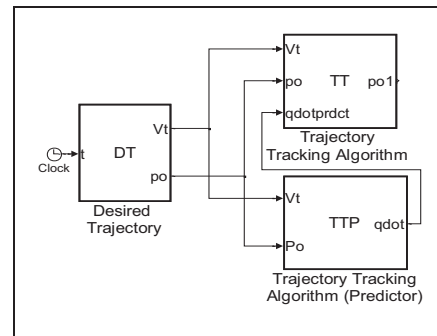 Clock
t
DT
Vt
po
Desired
Trajectory
Vt
po
qdotprdct
TT
po1
Trajectory
Tracking Algorithm
Vt
Po
TTP
qdot
Trajectory Tracking
Algorithm (Predictor)